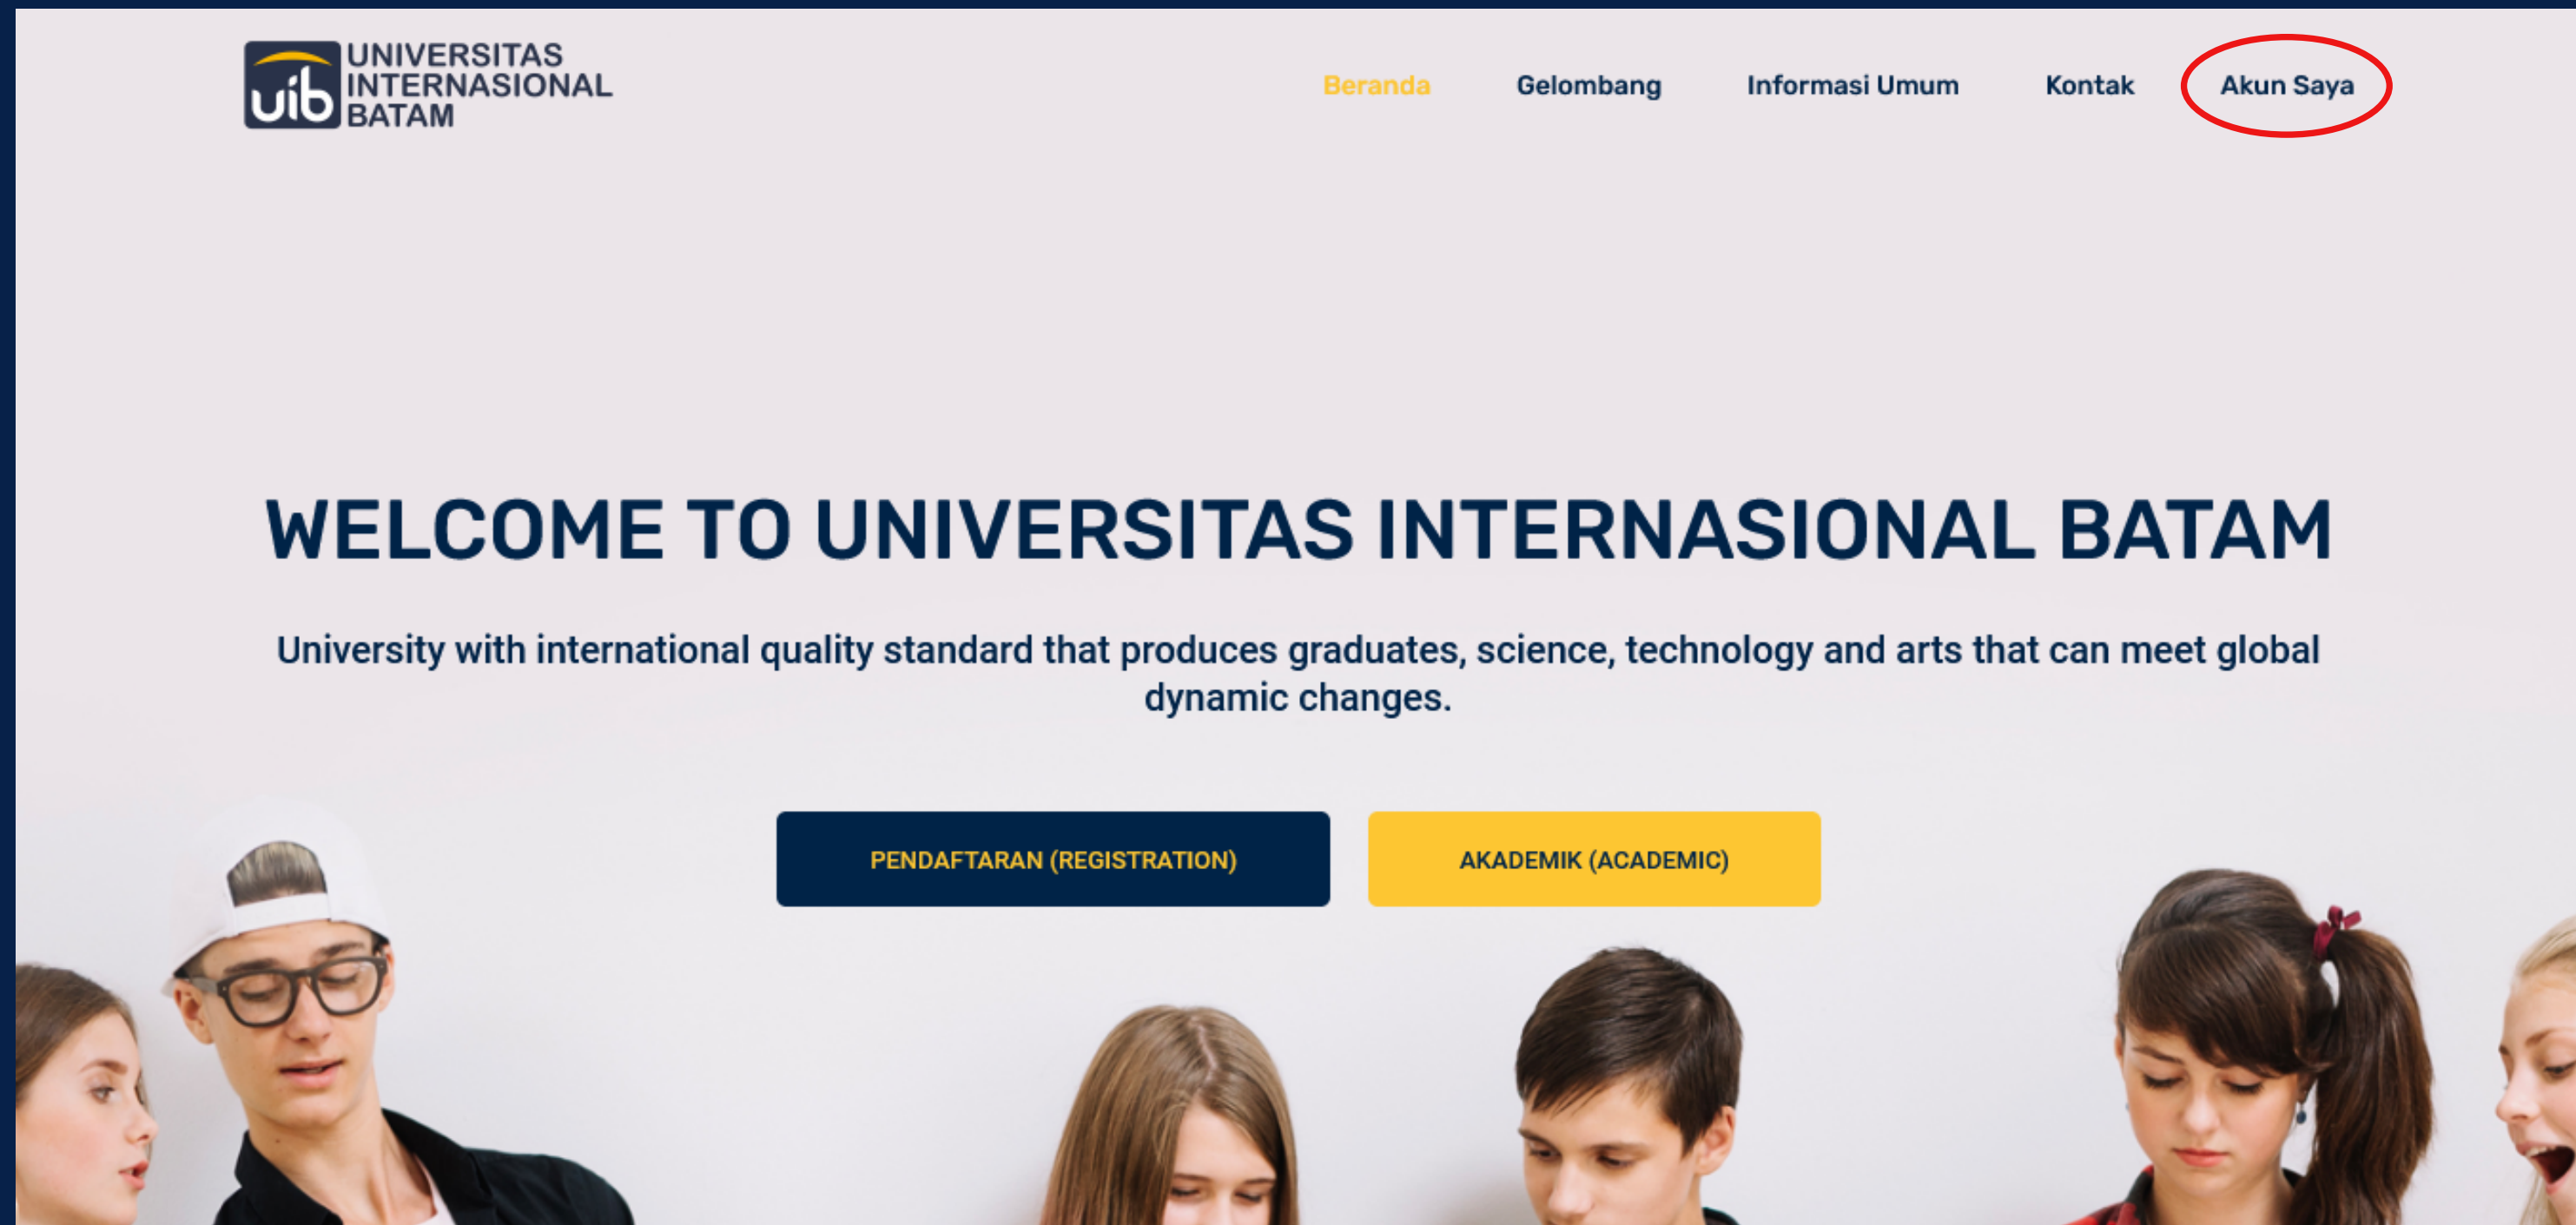 uib
UNIVERSITAS
INTERNASIONAL
BATAM
Beranda
Gelombang
Informasi Umum
Kontak
Akun Saya
WELCOME TO UNIVERSITAS INTERNASIONAL BATAM
University with international quality standard that produces graduates, science, technology and arts that can meet global
dynamic changes.
PENDAFTARAN (REGISTRATION)
AKADEMIK (ACADEMIC)